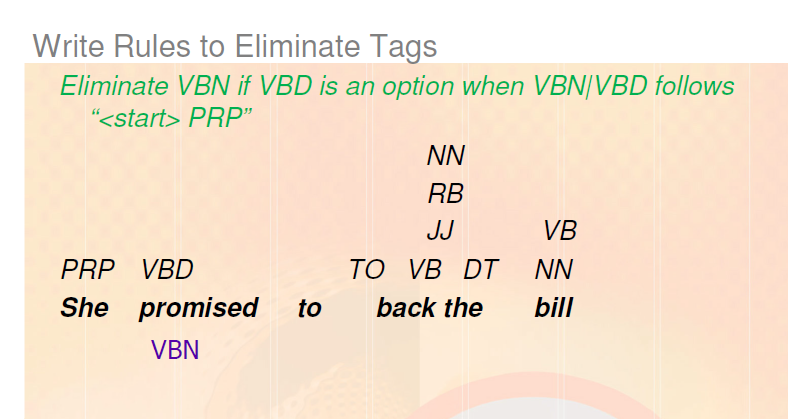 Write Rules to Eliminate Tags
Eliminate VBN if VBD is an option when VBN|VBD follows
“<start> PRP”
NN
RB
JJ VB
PRP VBD TO VB DT NN
She promised to back the bill
VBN